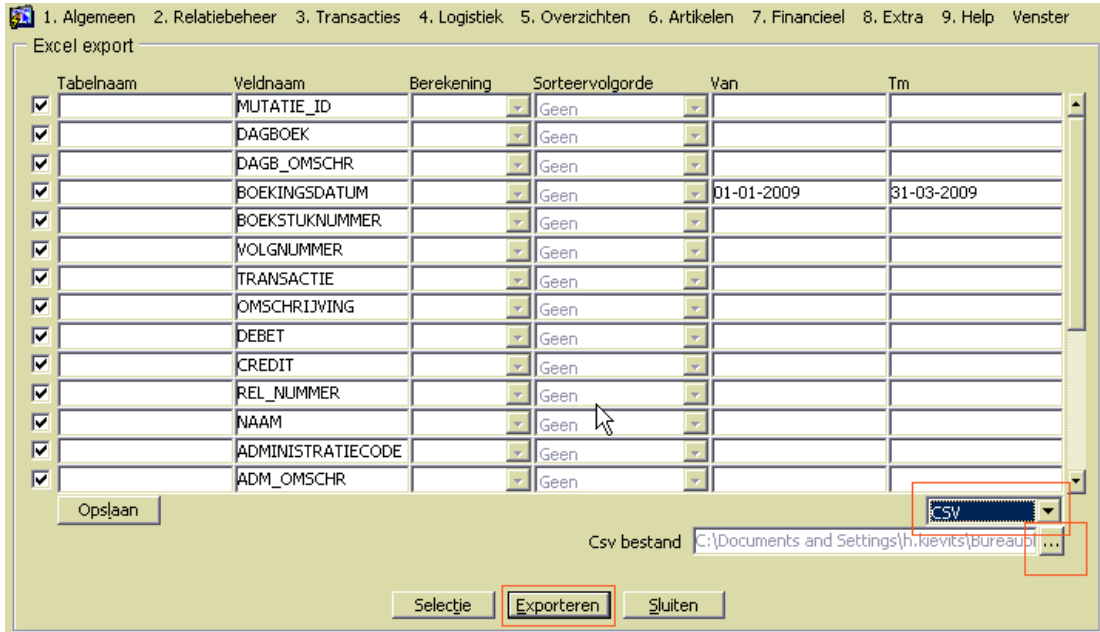 1. Algemeen 2. Relatiebeheer 3. Transacties 4. Logistiek 5. Overzichten 6. Artikelen 7. Financieel 8. Extra 9. Help Venster
Excel export
Tabelnaam Veldnaam Berekening Sorteervolgorde Van Tm
MUTATIE_ID Geen
DAGBOEK Geen
DAGB_OMSCHR Geen
BOEKINGSDATUM Geen 01-01-2009 31-03-2009
BOEKSTUKNUMMER Geen
VOLGNUMMER Geen
TRANSACTIE Geen
OMSCHRIJVING Geen
DEBET Geen
CREDIT Geen
REL_NUMMER Geen
NAAM Geen
ADMINISTRATIECODE Geen
ADM_OMSCHR Geen
Opslaan CSV
Csv bestand C:\Documents and Settings\h.kievits\Bureaubl ...
Selectie Exporteren Sluiten